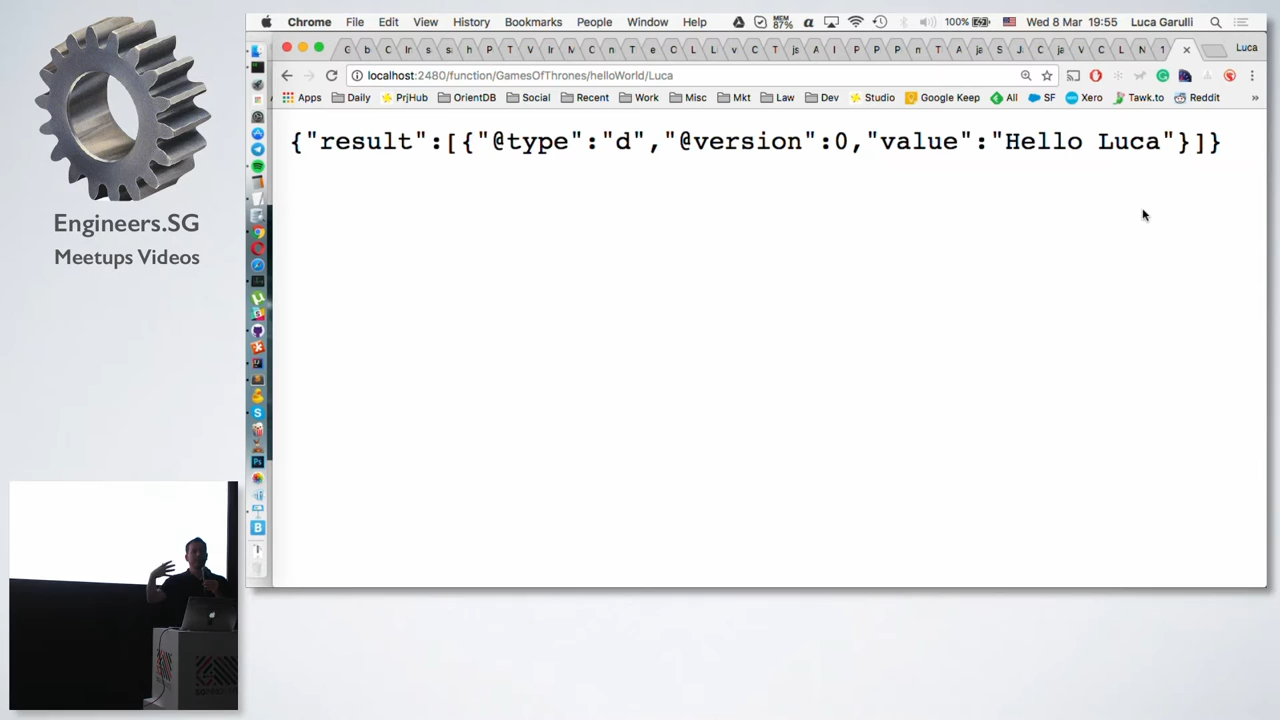 Engineers.SG
Meetups Videos
Chrome File Edit View History Bookmarks People Window Help MEM 87% 100% Wed 8 Mar 19:55 Luca Garulli
Luca
localhost:2480/function/GamesOfThrones/helloWorld/Luca
Apps Daily PrjHub OrientDB Social Recent Work Misc Mkt Law Dev Studio Google Keep All SF Xero Tawk.to Reddit »
{"result":[{"@type":"d","@version":0,"value":"Hello Luca"}]}